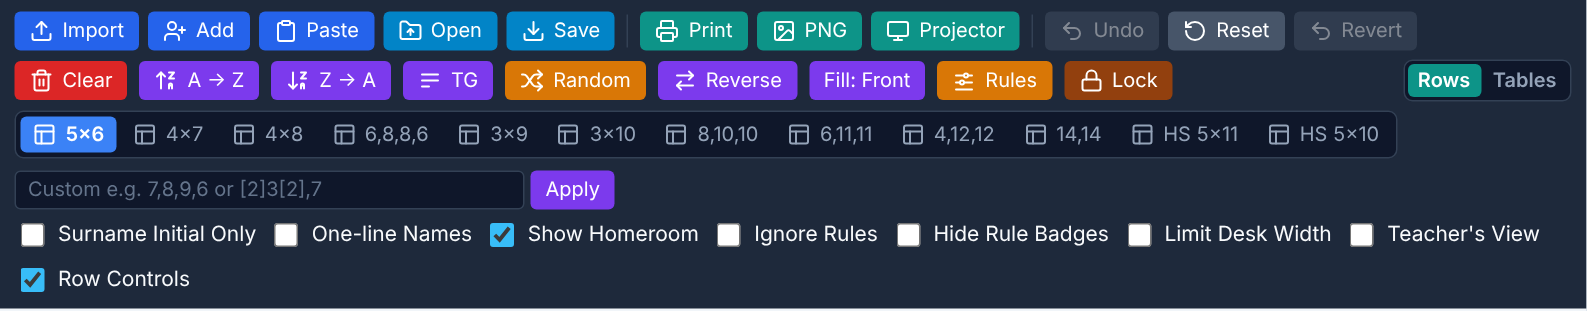 Import Add Paste Open Save Print PNG Projector Undo Reset Revert
Clear A → Z Z → A TG Random Reverse Fill: Front Rules Lock Rows Tables
5×6 4×7 4×8 6,8,8,6 3×9 3×10 8,10,10 6,11,11 4,12,12 14,14 HS 5×11 HS 5×10
Custom e.g. 7,8,9,6 or [2]3[2],7 Apply
Surname Initial Only One-line Names Show Homeroom Ignore Rules Hide Rule Badges Limit Desk Width Teacher's View
Row Controls